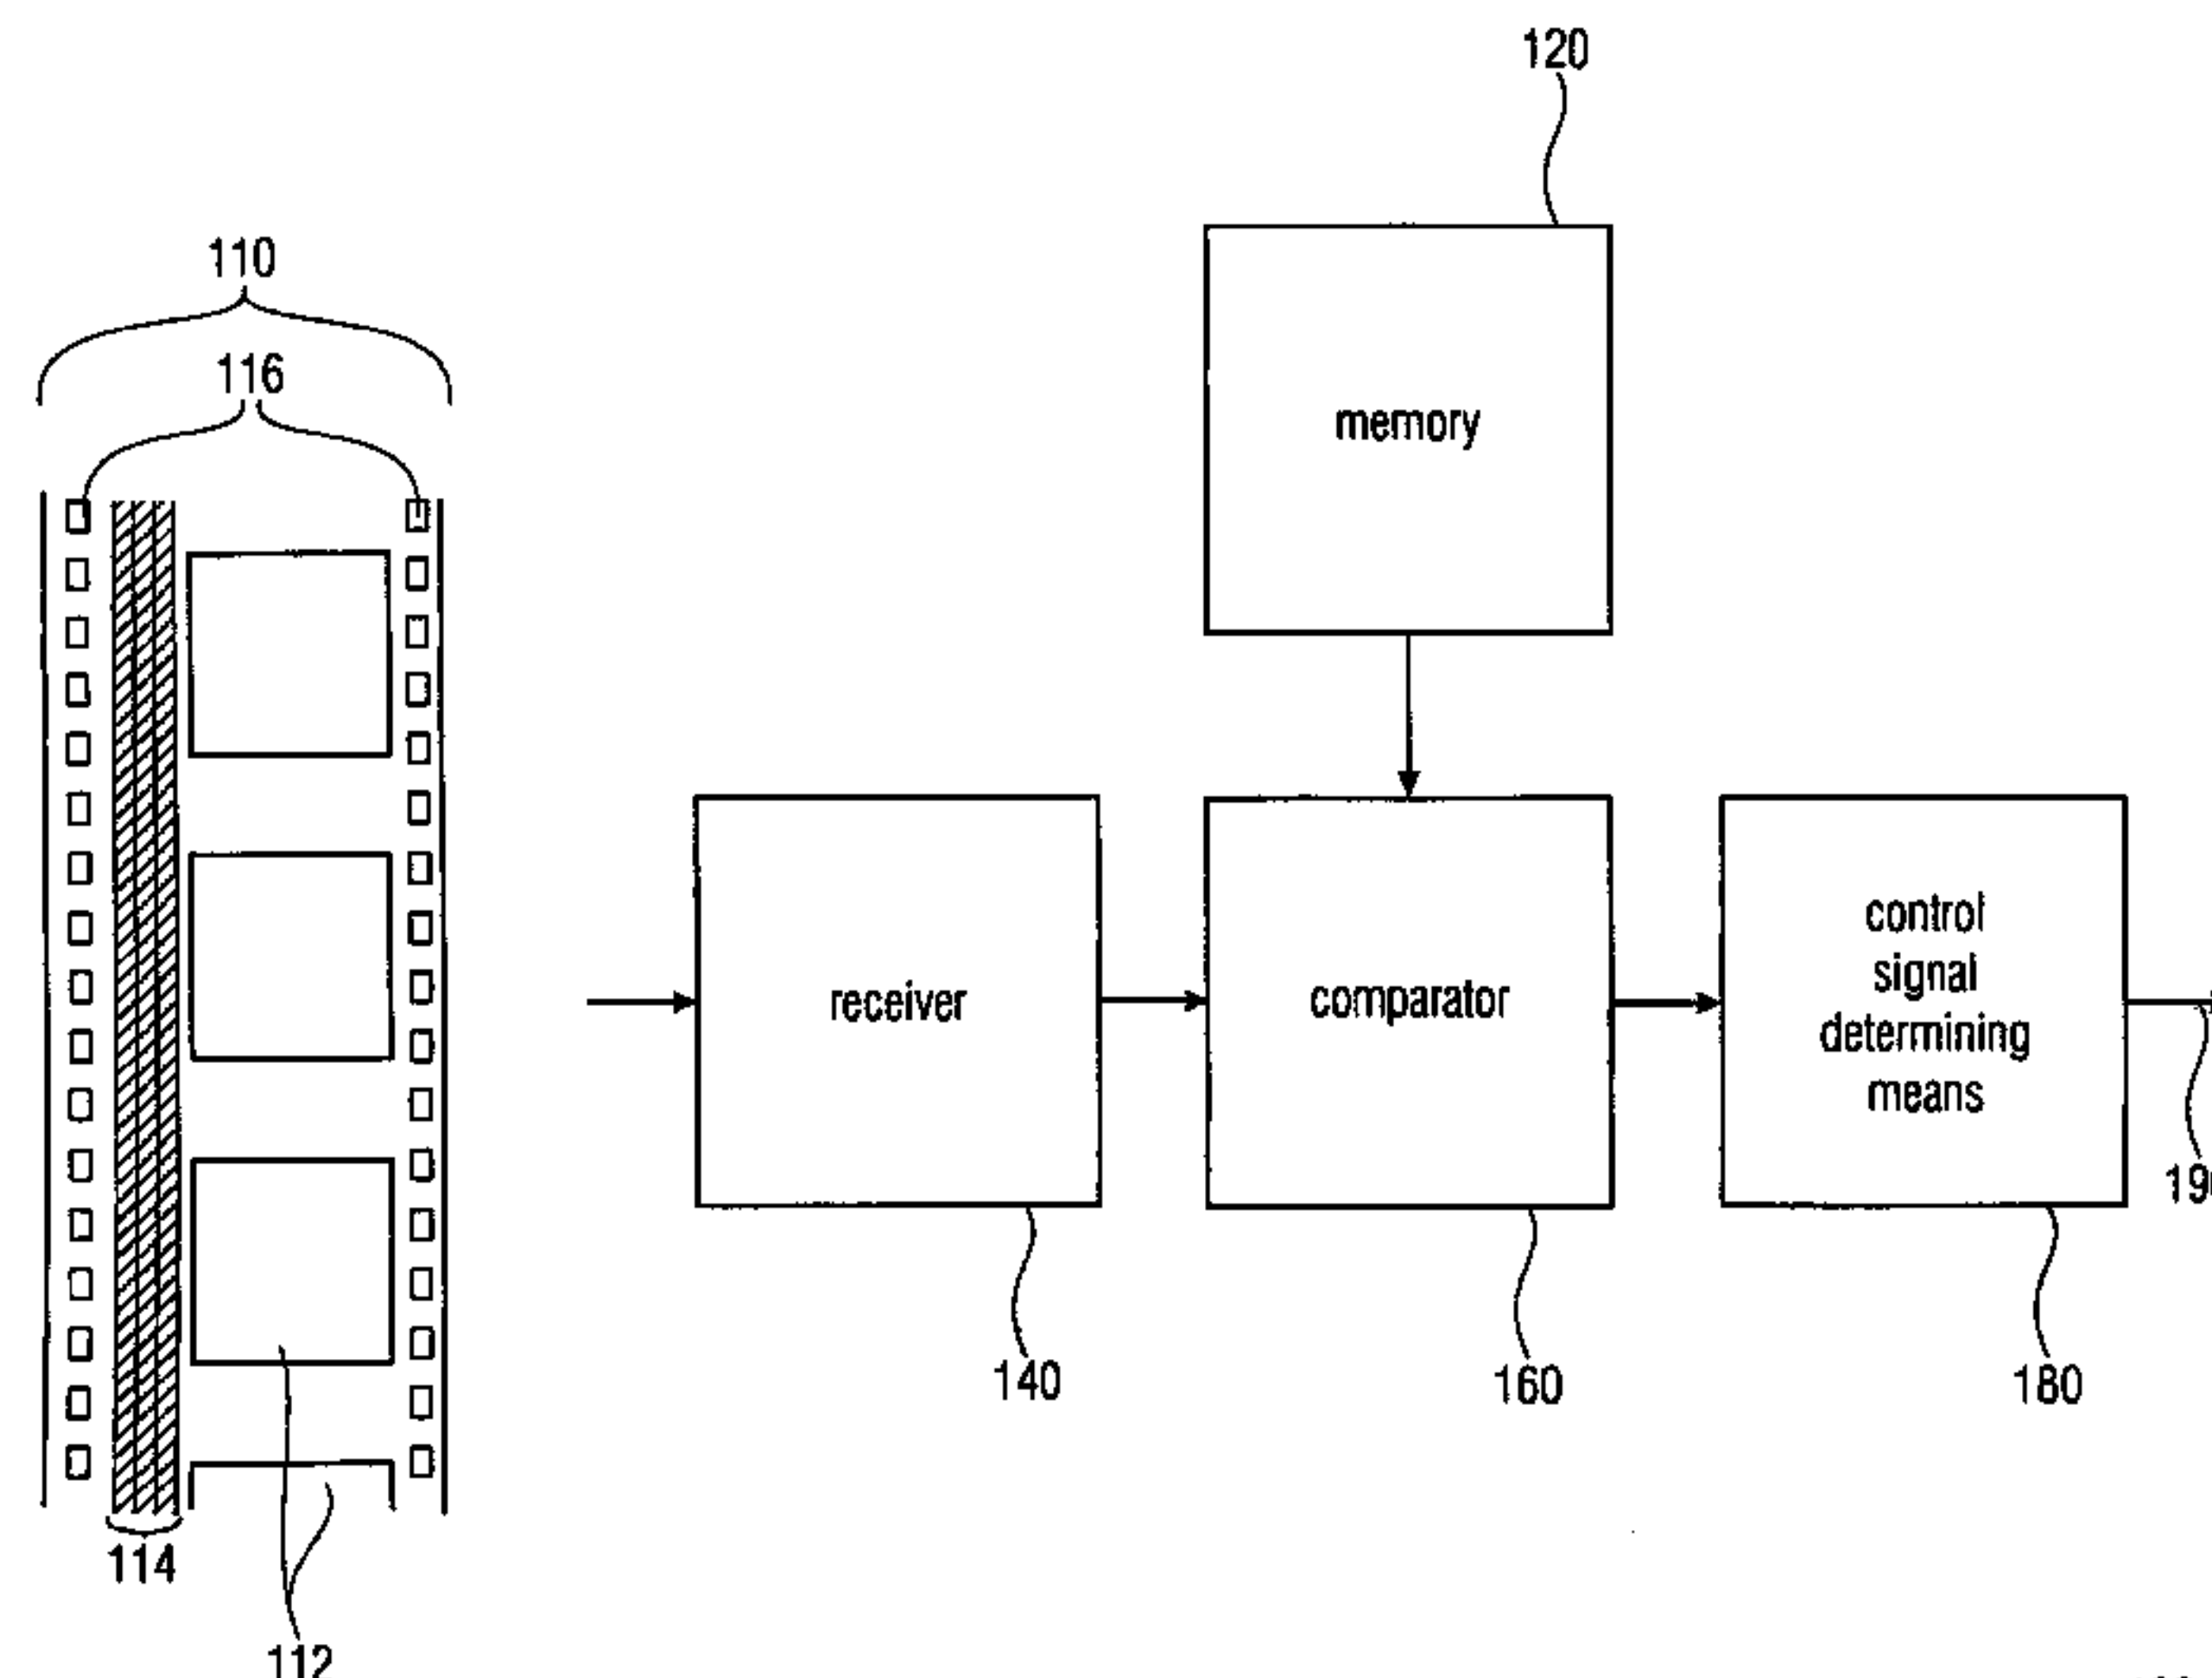 120
110
116
memory
receiver
comparator
control
signal
determining
means
140
160
180
114
112